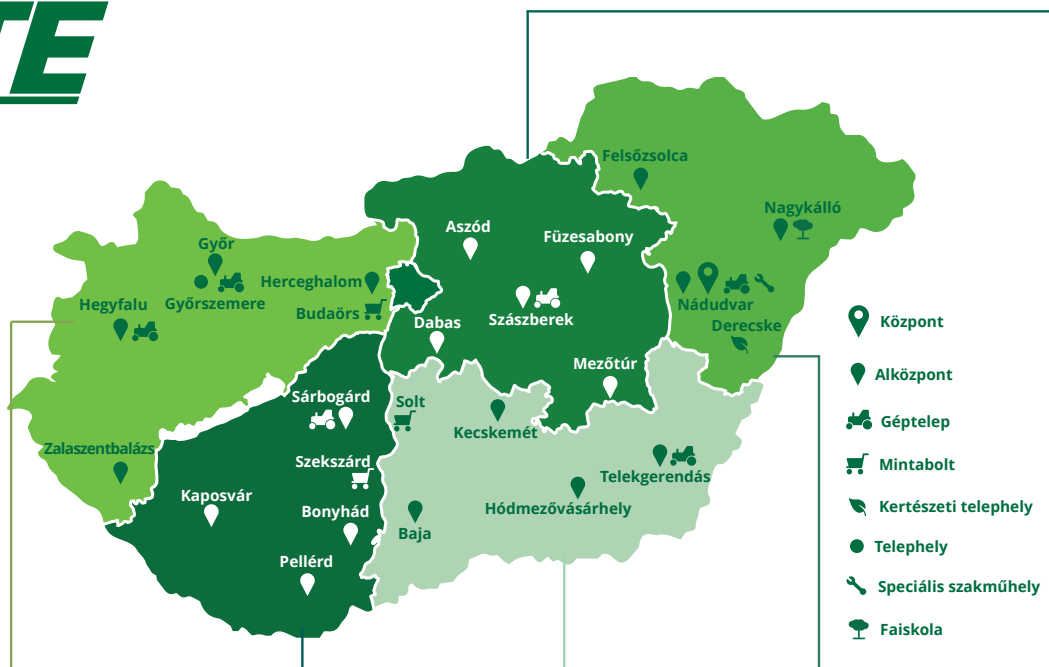 TE
Felsőzsolca
Nagykálló
Aszód
Füzesabony
Győr
Herceghalom
Nádudvar
Hegyfalu
Győrszemere
Budaörs
Szászberek
Dabas
Derecske
Mezőtúr
Sárbogárd
Solt
Kecskemét
Zalaszentbalázs
Szekszárd
Telekgerendás
Kaposvár
Bonyhád
Hódmezővásárhely
Baja
Pellérd
Központ
Alközpont
Géptelep
Mintabolt
Kertészeti telephely
Telephely
Speciális szakműhely
Faiskola